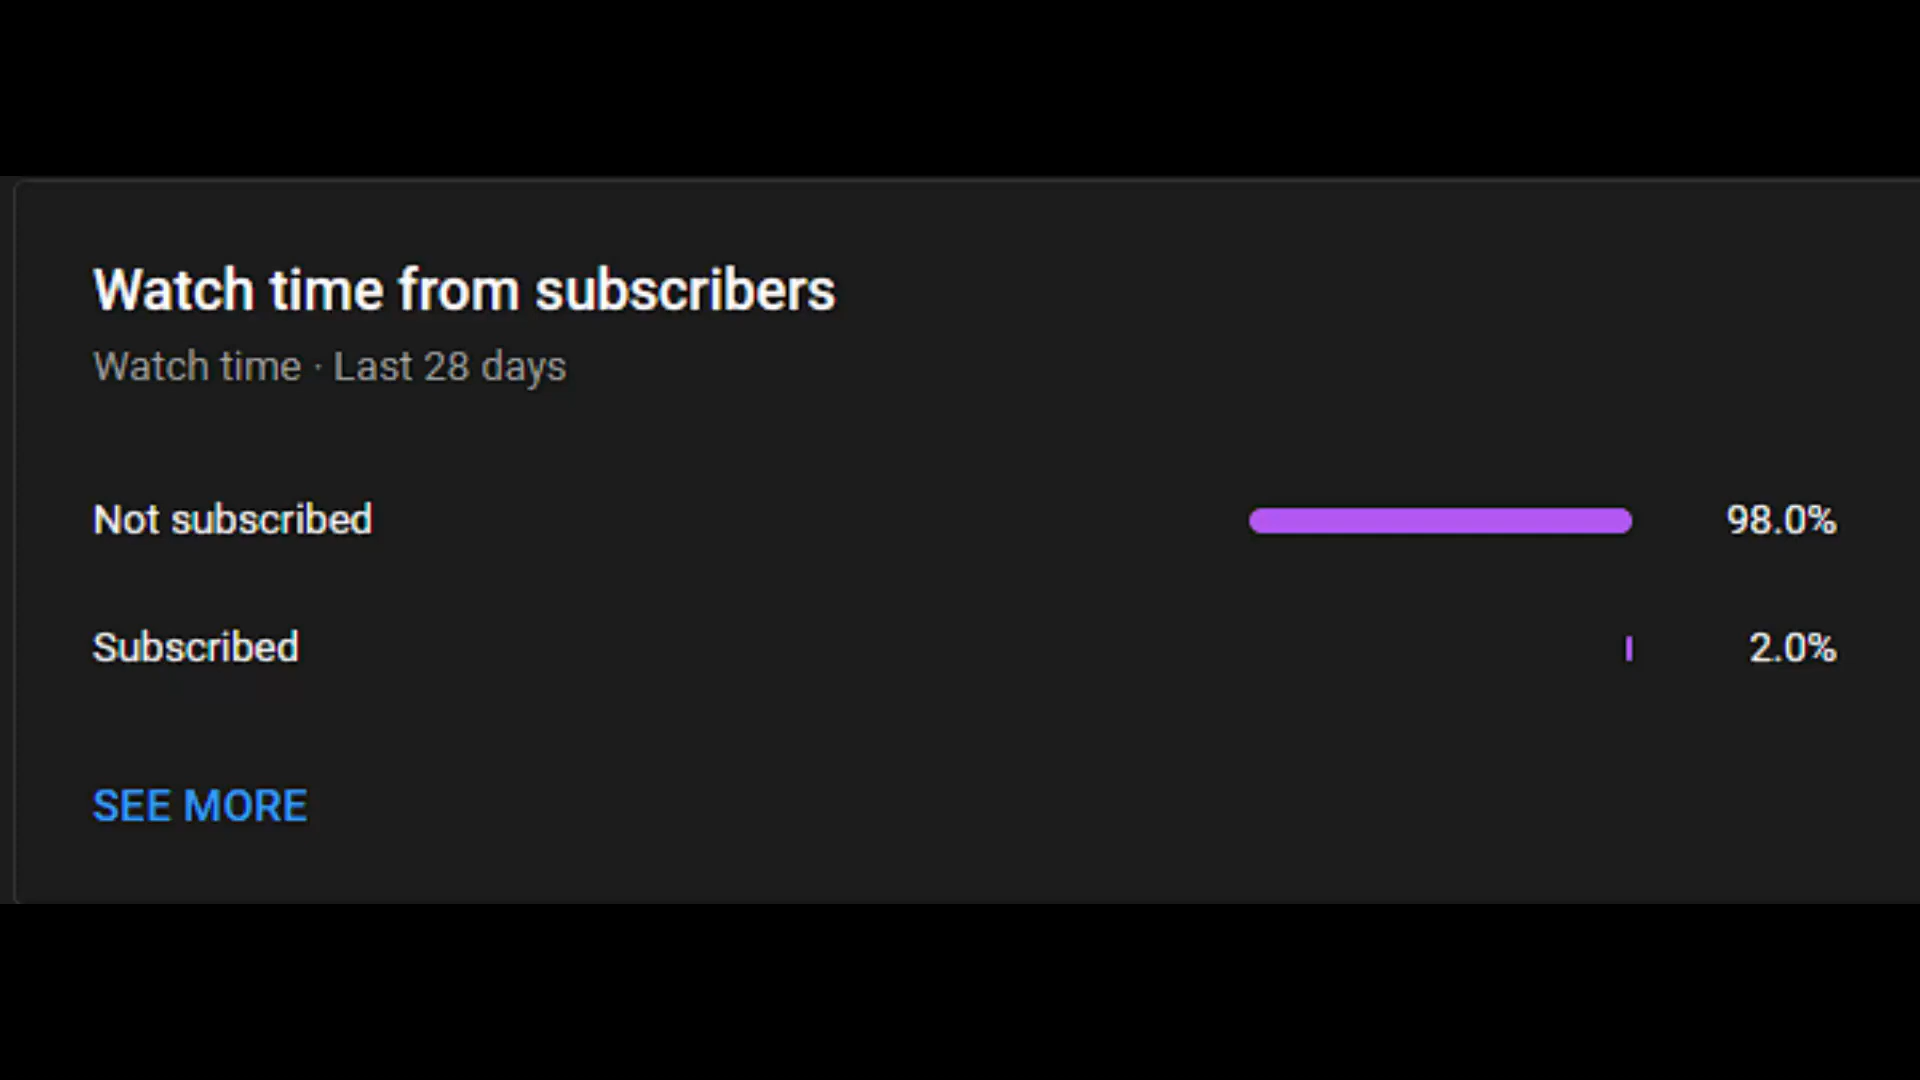 Watch time from subscribers
Watch time · Last 28 days
Not subscribed 98.0%
Subscribed 2.0%
SEE MORE